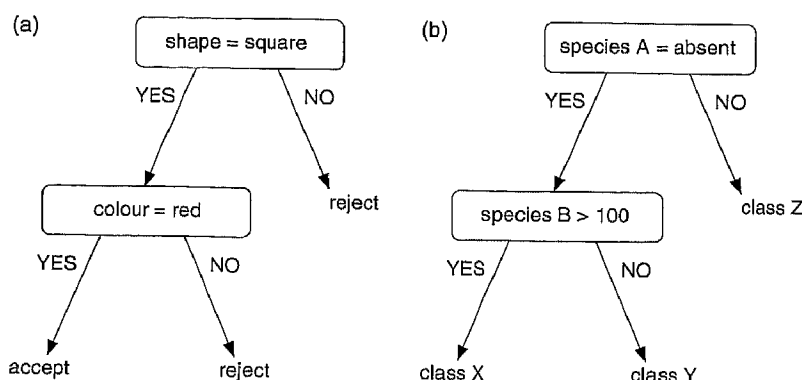 (a)
shape = square
YES
NO
colour = red
reject
YES
NO
accept
reject
(b)
species A = absent
YES
NO
species B > 100
class Z
YES
NO
class X
class Y